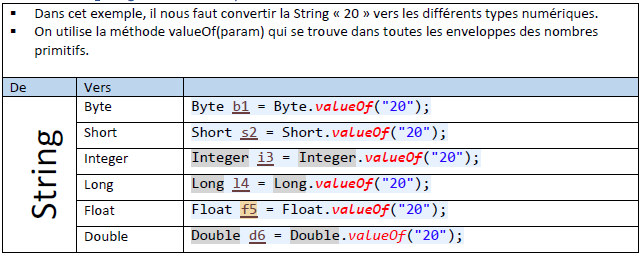 ▪ Dans cet exemple, il nous faut convertir la String « 20 » vers les différents types numériques.
▪ On utilise la méthode valueOf(param) qui se trouve dans toutes les enveloppes des nombres
primitifs.
De Vers
String
Byte Byte b1 = Byte.valueOf("20");
Short Short s2 = Short.valueOf("20");
Integer Integer i3 = Integer.valueOf("20");
Long Long l4 = Long.valueOf("20");
Float Float f5 = Float.valueOf("20");
Double Double d6 = Double.valueOf("20");